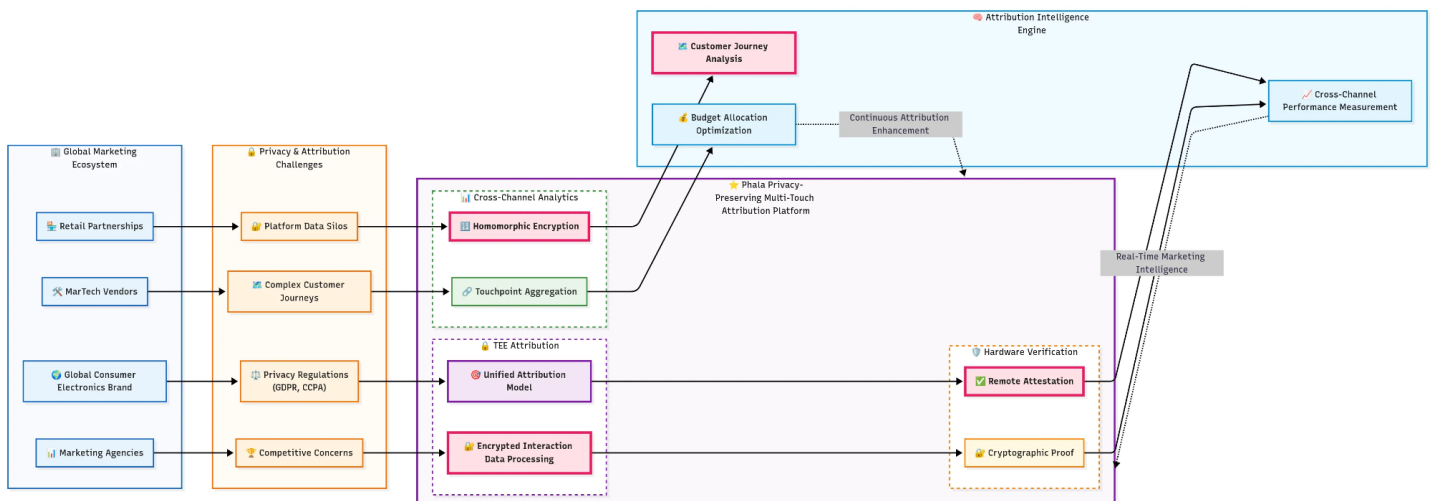 🧠 Attribution Intelligence
Engine
🗺️ Customer Journey
Analysis
💰 Budget Allocation
Optimization
Continuous Attribution
Enhancement
📈 Cross-Channel
Performance Measurement
🏢 Global Marketing
Ecosystem
🏪 Retail Partnerships
🛠️ MarTech Vendors
🌍 Global Consumer
Electronics Brand
📊 Marketing Agencies
🔒 Privacy & Attribution
Challenges
🔐 Platform Data Silos
🗺️ Complex Customer
Journeys
⚖️ Privacy Regulations
(GDPR, CCPA)
🏆 Competitive Concerns
⭐ Phala Privacy-
Preserving Multi-Touch
Attribution Platform
📊 Cross-Channel Analytics
🔢 Homomorphic Encryption
🔗 Touchpoint Aggregation
🔒 TEE Attribution
🎯 Unified Attribution
Model
🔐 Encrypted Interaction
Data Processing
🛡️ Hardware Verification
✅ Remote Attestation
🔐 Cryptographic Proof
Real-Time Marketing
Intelligence